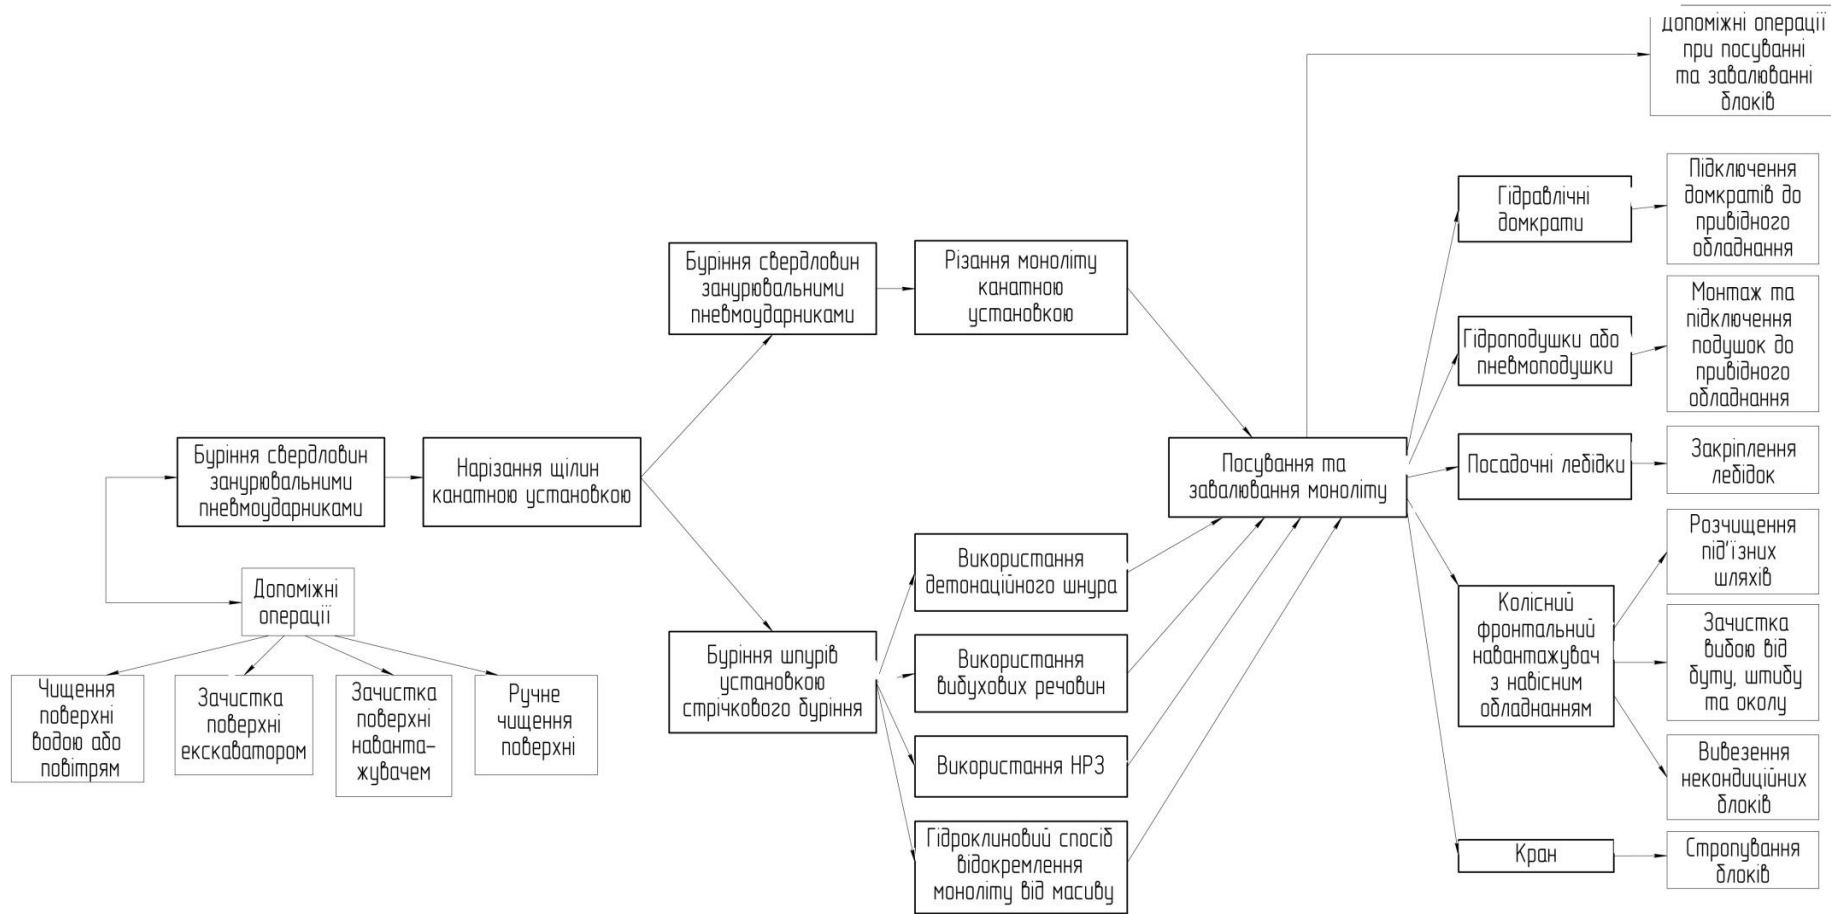 Допоміжні операції
при посуванні
та завалюванні
блоків
Гідравлічні
домкрати
Підключення
домкратів до
привідного
обладнання
Буріння свердловин
занурювальними
пневмоударниками
Різання моноліту
канатною
установкою
Гідроподушки або
пневмоподушки
Монтаж та
підключення
подушок до
привідного
обладнання
Буріння свердловин
занурювальними
пневмоударниками
Нарізання щілин
канатною установкою
Посування та
завалювання моноліту
Посадочні лебідки
Закріплення
лебідок
Допоміжні
операції
Чищення
поверхні
водою або
повітрям
Зачистка
поверхні
екскаватором
Зачистка
поверхні
наванта-
жувачем
Ручне
чищення
поверхні
Буріння шпурів
установкою
стрічкового буріння
Використання
детонаційного шнура
Використання
вибухових речовин
Використання НРЗ
Гідроклиновий спосіб
відокремлення
моноліту від масиву
Колісний
фронтальний
навантажувач
з навісним
обладнанням
Розчищення
під'їзних
шляхів
Зачистка
вибою від
буту, штибу
та околу
Вивезення
некондиційних
блоків
Кран
Стропування
блоків